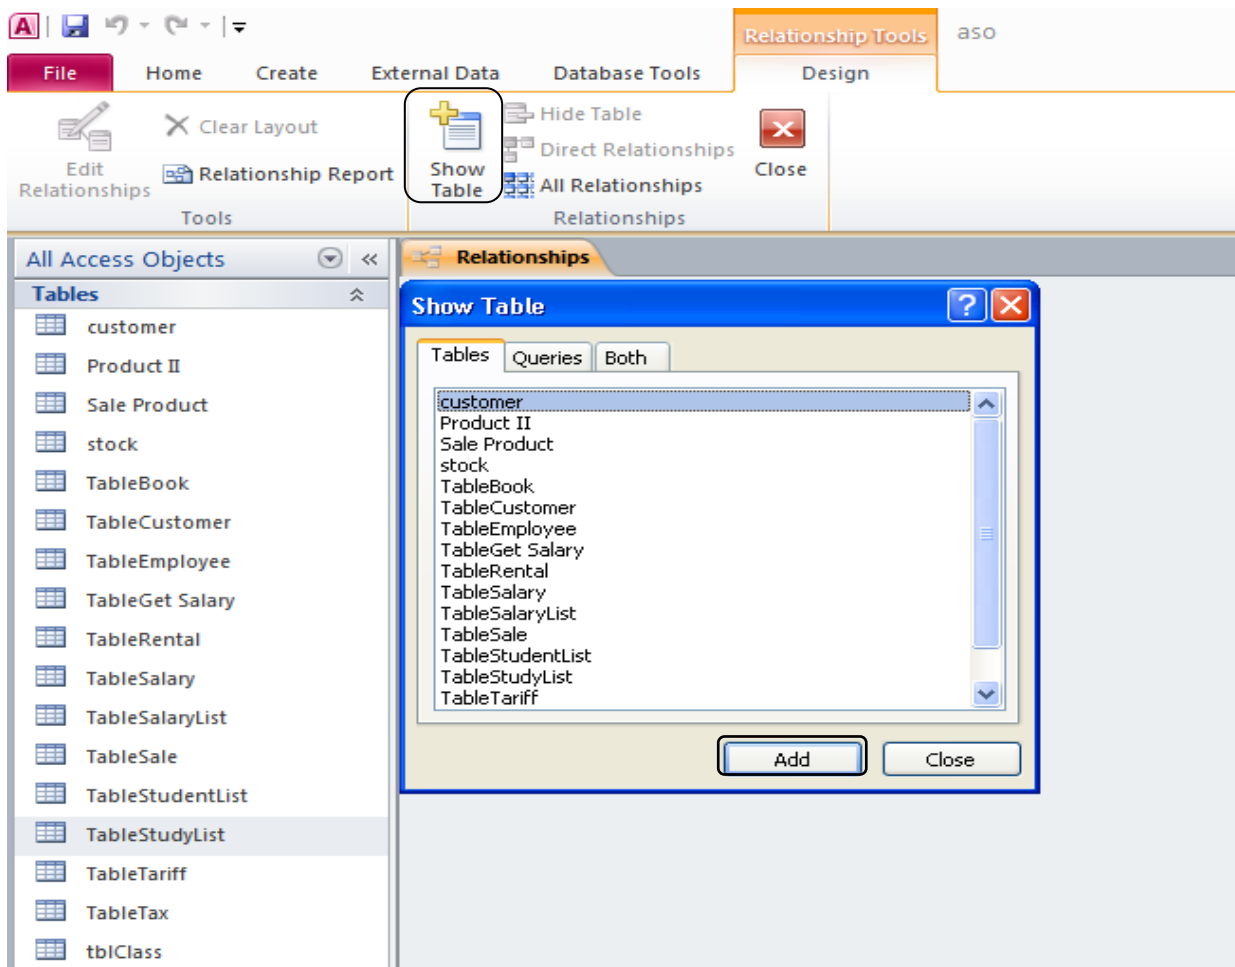 A
Relationship Tools
aso
File
Home
Create
External Data
Database Tools
Design
Edit
Relationships
Clear Layout
Relationship Report
Tools
Show
Table
Hide Table
Direct Relationships
All Relationships
Relationships
Close
All Access Objects
«
Tables
customer
Product II
Sale Product
stock
TableBook
TableCustomer
TableEmployee
TableGet Salary
TableRental
TableSalary
TableSalaryList
TableSale
TableStudentList
TableStudyList
TableTariff
TableTax
tblClass
Relationships
Show Table
?
Tables
Queries
Both
customer
Product II
Sale Product
stock
TableBook
TableCustomer
TableEmployee
TableGet Salary
TableRental
TableSalary
TableSalaryList
TableSale
TableStudentList
TableStudyList
TableTariff
Add
Close